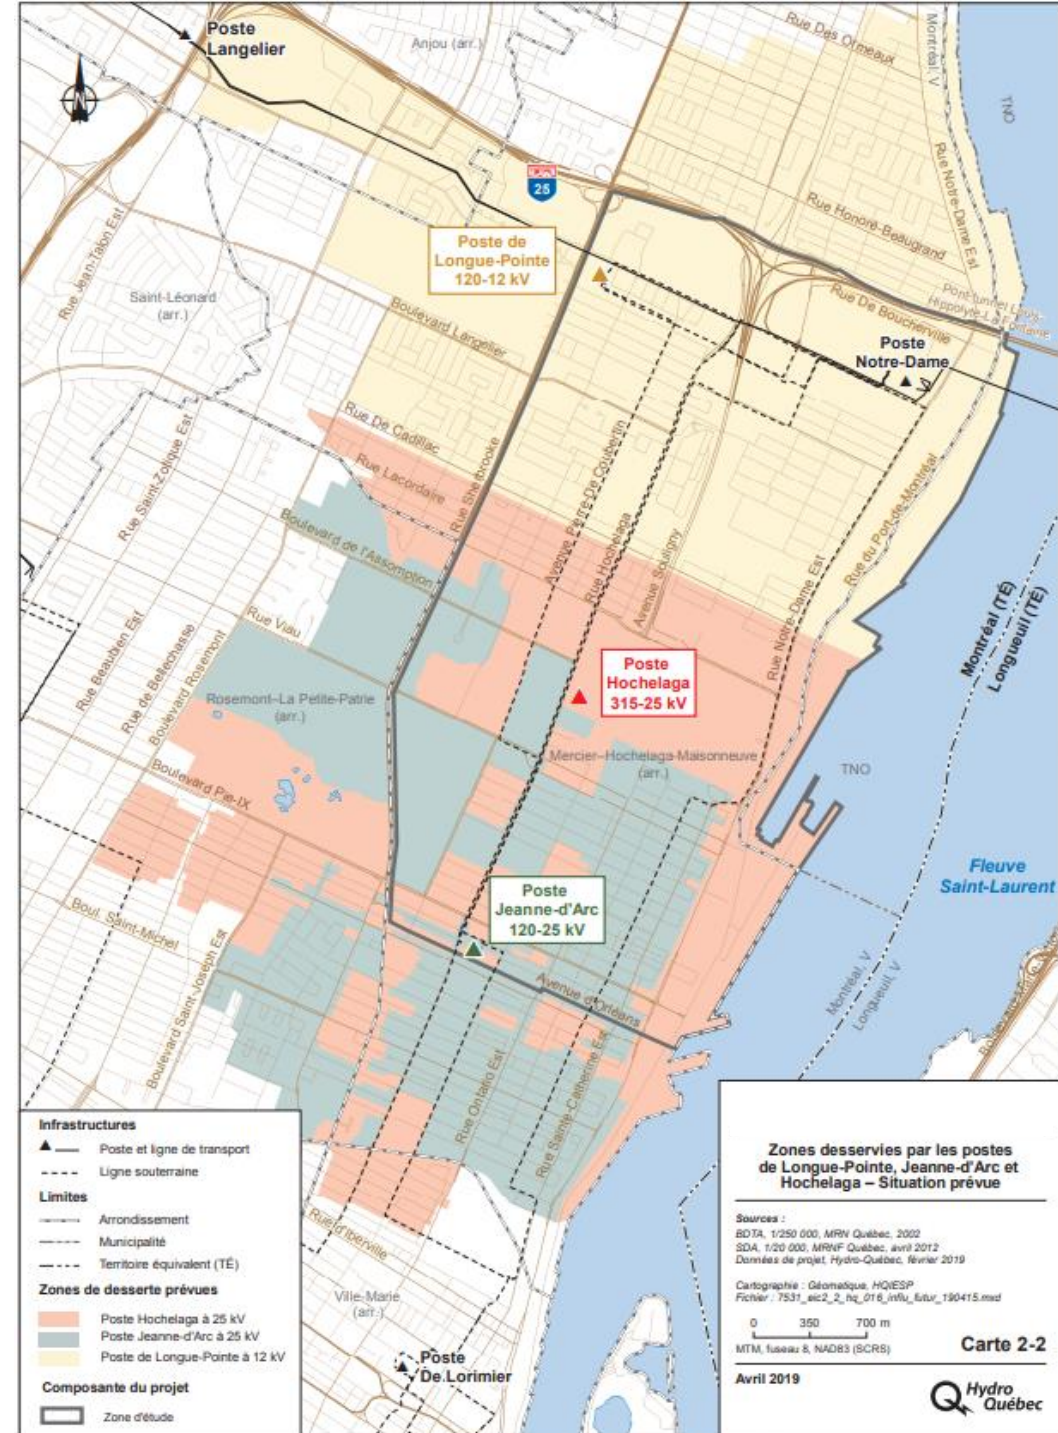 Poste
Langelier
Anjou (arr.)
Rue Des Ormeaux
Montréal, V
TNO
N
25
Rue Notre-Dame Est
Rue Honoré-Beaugrand
Rue Jean-Talon Est
Poste de
Longue-Pointe
120-12 kV
Pont-tunnel Louis-
Hippolyte-La Fontaine
Rue De Boucherville
Saint-Léonard
(arr.)
Boulevard Langelier
Poste
Notre-Dame
Rue De Cadillac
Rue Lacordaire
Rue Sherbrooke
Rue Saint-Zotique Est
Avenue Pierre-De Coubertin
Rue Hochelaga
Avenue Souligny
Rue du Port-de-Montréal
Boulevard de l'Assomption
Rue Notre-Dame Est
Montréal (TÉ)
Longueuil (TÉ)
Rue Viau
Rue Beaubien Est
Rue de Bellechasse
Boulevard Rosemont
Poste
Hochelaga
315-25 kV
Rosemont–La Petite-Patrie
(arr.)
Mercier–Hochelaga-Maisonneuve
(arr.)
TNO
Boulevard Pie-IX
Fleuve
Saint-Laurent
Poste
Jeanne-d'Arc
120-25 kV
Boul. Saint-Michel
Boulevard Saint-Joseph Est
Avenue d'Orléans
Montréal, V
Longueuil, V
Rue Ontario Est
Rue Sainte-Catherine Est
Rue d'Iberville
Ville-Marie
(arr.)
Poste
De Lorimier
Infrastructures
Poste et ligne de transport
Ligne souterraine
Limites
Arrondissement
Municipalité
Territoire équivalent (TÉ)
Zones de desserte prévues
Poste Hochelaga à 25 kV
Poste Jeanne-d'Arc à 25 kV
Poste de Longue-Pointe à 12 kV
Composante du projet
Zone d'étude
Zones desservies par les postes
de Longue-Pointe, Jeanne-d'Arc et
Hochelaga – Situation prévue
Sources :
BDTA, 1/250 000, MRN Québec, 2002
SDA, 1/20 000, MRNF Québec, avril 2012
Données de projet, Hydro-Québec, février 2019
Cartographie : Géomatique, HQIESP
Fichier : 7531_eic2_2_hq_016_influ_futur_190415.mxd
0 350 700 m
MTM, fuseau 8, NAD83 (SCRS)
Carte 2-2
Avril 2019
Hydro
Québec